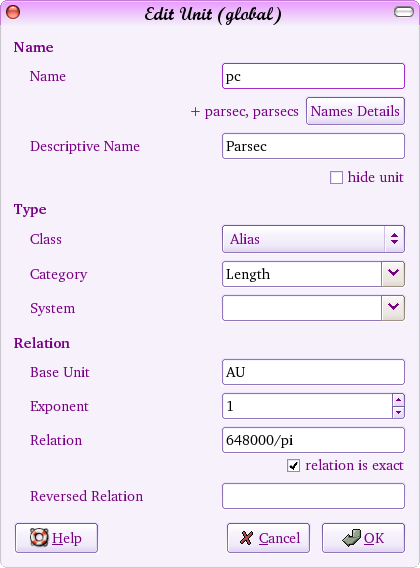 Edit Unit (global)
Name
Name pc
+ parsec, parsecs Names Details
Descriptive Name Parsec
hide unit
Type
Class Alias
Category Length
System
Relation
Base Unit AU
Exponent 1
Relation 648000/pi
relation is exact
Reversed Relation
Help Cancel OK